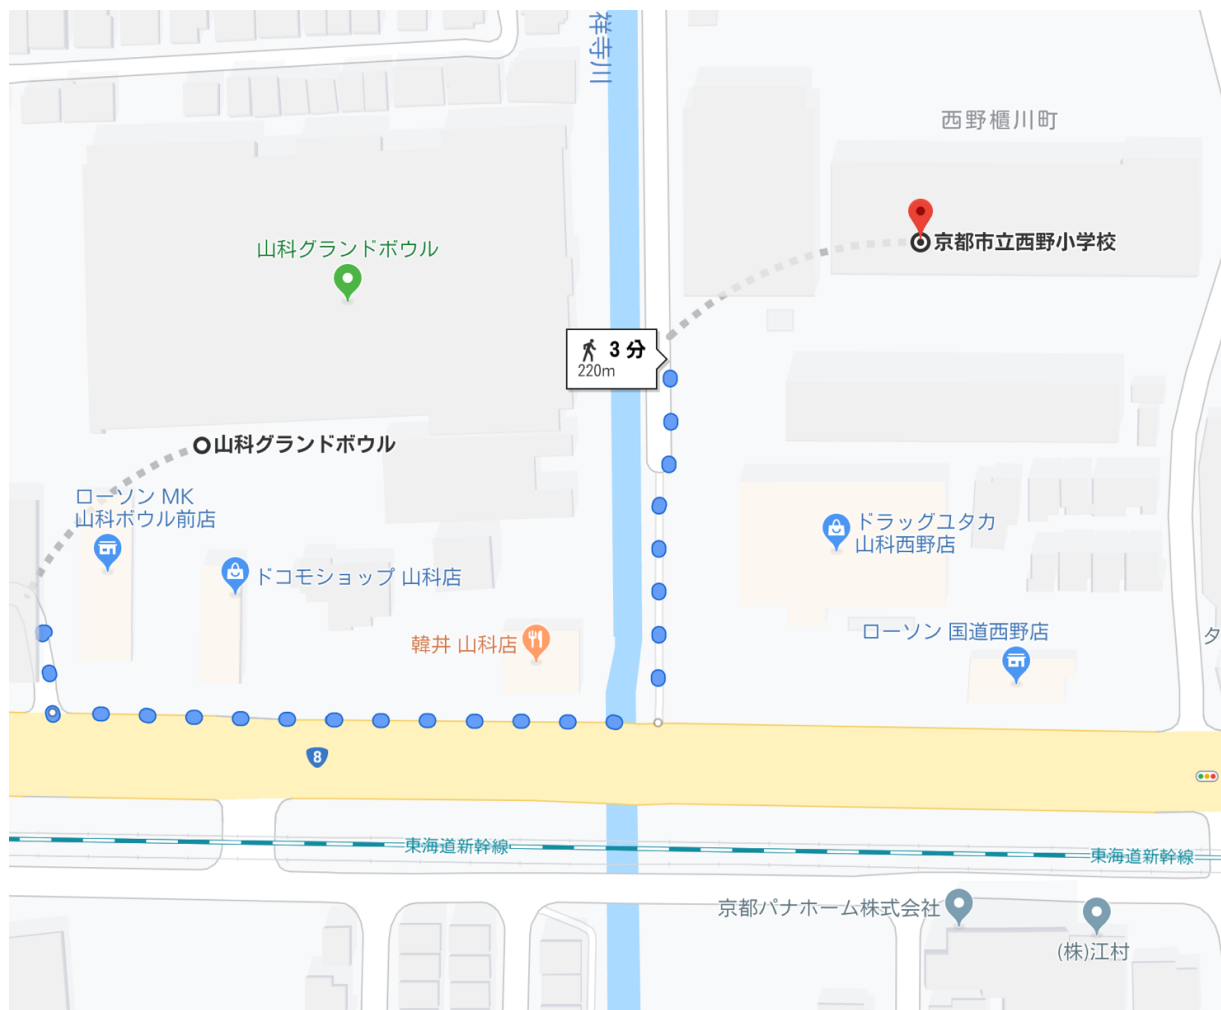 祥寺川
西野櫃川町
山科グランドボウル
京都市立西野小学校
3 分
220m
山科グランドボウル
ローソン MK
山科ボウル前店
ドラッグユタカ
山科西野店
ドコモショップ 山科店
韓丼 山科店
ローソン 国道西野店
タ
8
東海道新幹線
東海道新幹線
京都パナホーム株式会社
(株)江村